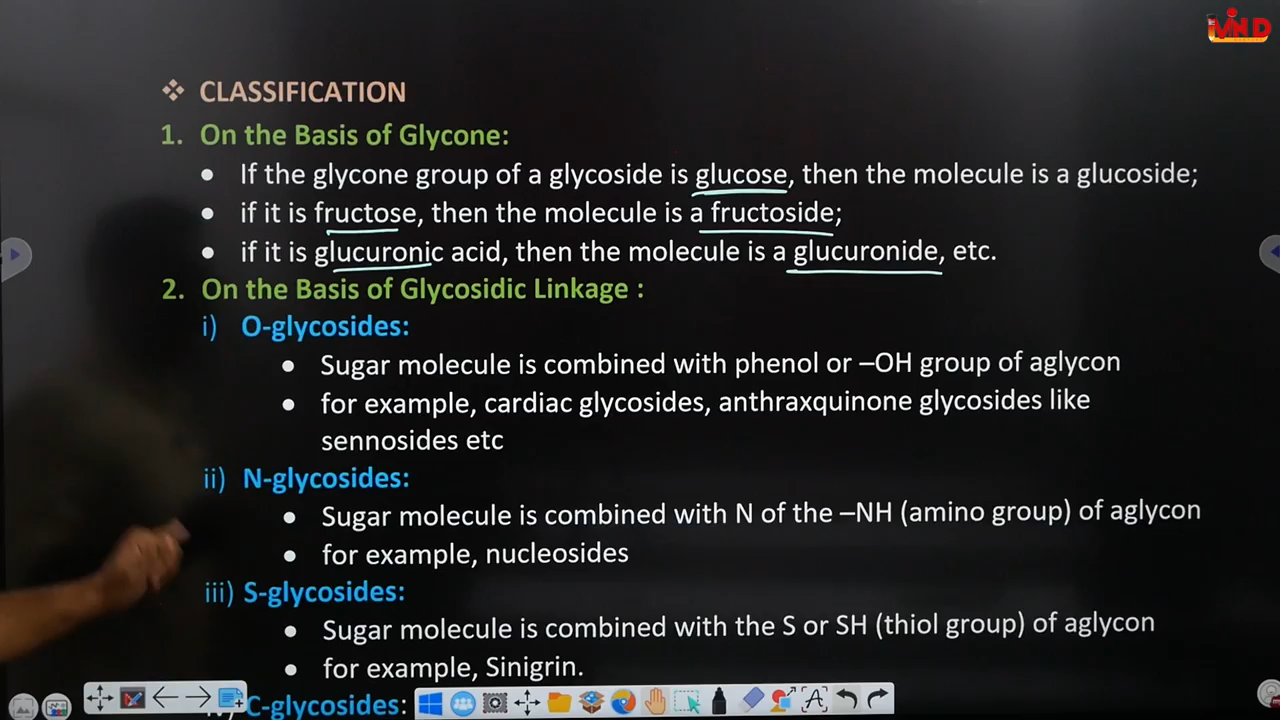 MIND
❖ CLASSIFICATION
1. On the Basis of Glycone:
• If the glycone group of a glycoside is glucose, then the molecule is a glucoside;
• if it is fructose, then the molecule is a fructoside;
• if it is glucuronic acid, then the molecule is a glucuronide, etc.
2. On the Basis of Glycosidic Linkage :
i) O-glycosides:
• Sugar molecule is combined with phenol or –OH group of aglycon
• for example, cardiac glycosides, anthraxquinone glycosides like
sennosides etc
ii) N-glycosides:
• Sugar molecule is combined with N of the –NH (amino group) of aglycon
• for example, nucleosides
iii) S-glycosides:
• Sugar molecule is combined with the S or SH (thiol group) of aglycon
• for example, Sinigrin.
C-glycosides: